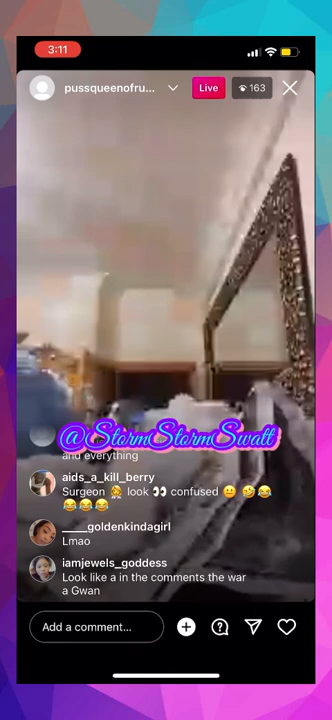 3:11
pussqueenofru...
Live
163
@StormStormSwatt
and everything
aids_a_kill_berry
Surgeon 👩‍⚕️ look 👀 confused 😐 🤣😂
😂😂😂
____goldenkindagirl
Lmao
iamjewels_goddess
Look like a in the comments the war
a Gwan
Add a comment...